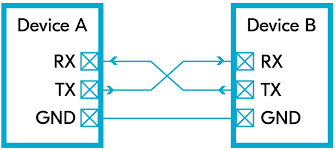 Device A
RX
TX
GND
Device B
RX
TX
GND